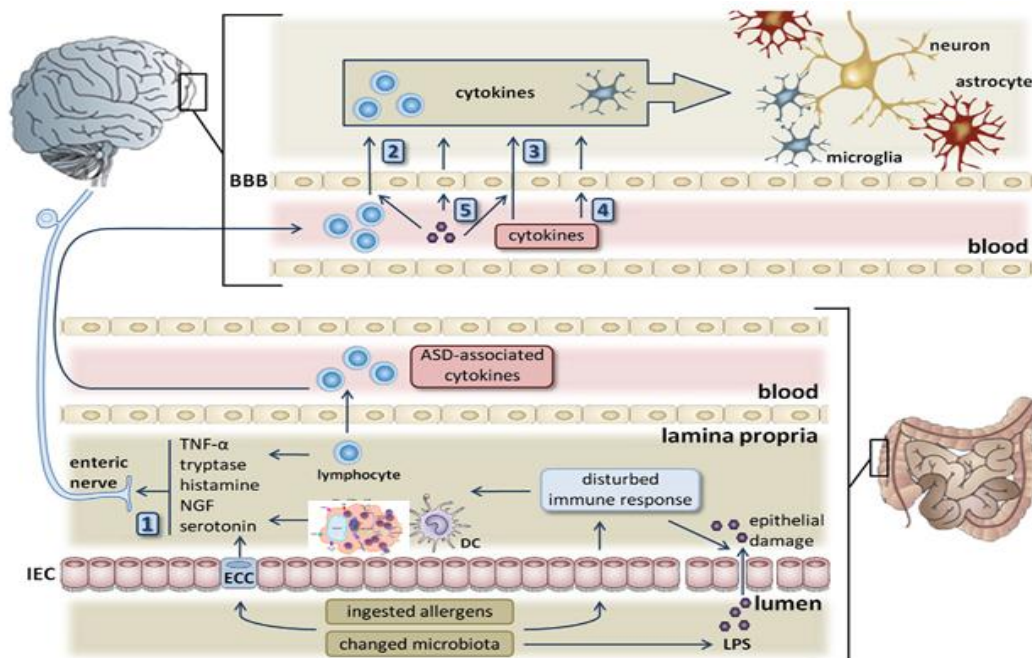 neuron
cytokines
astrocyte
2
3
microglia
BBB
5
4
cytokines
blood
ASD-associated
cytokines
blood
lamina propria
TNF-α
tryptase
histamine
NGF
serotonin
enteric
nerve
lymphocyte
disturbed
immune response
1
DC
epithelial
damage
IEC
ECC
ingested allergens
lumen
changed microbiota
LPS